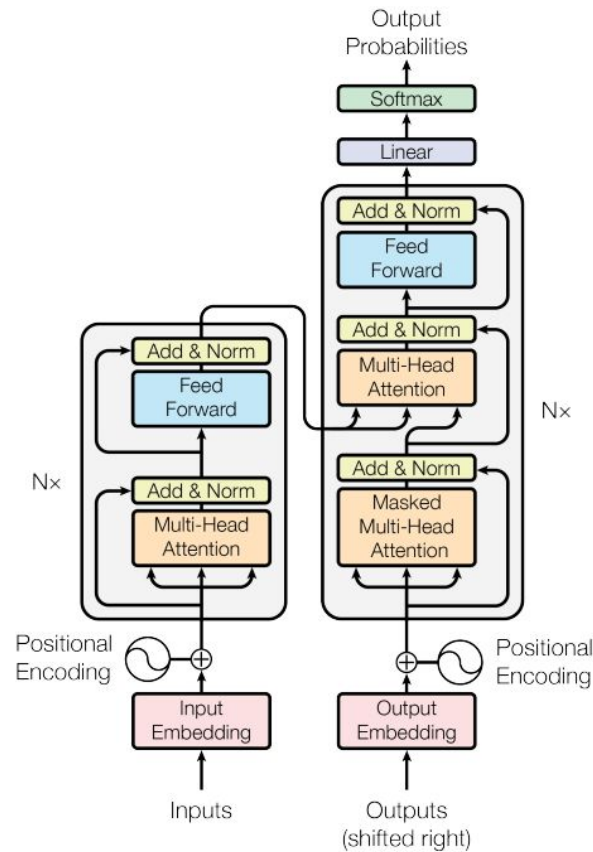 Output
Probabilities
Softmax
Linear
Add & Norm
Feed
Forward
Add & Norm
Multi-Head
Attention
Add & Norm
Masked
Multi-Head
Attention
N×
Add & Norm
Feed
Forward
Add & Norm
Multi-Head
Attention
N×
Positional
Encoding
Positional
Encoding
Input
Embedding
Output
Embedding
Inputs
Outputs
(shifted right)